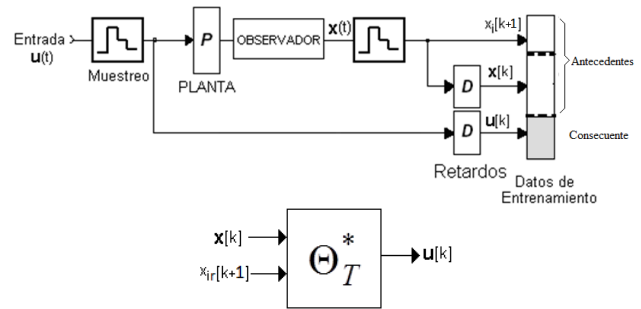 Entrada
u(t)
Muestreo
P
PLANTA
OBSERVADOR
x(t)
xᵢ[k+1]
Antecedentes
D
x[k]
D
u[k]
Consecuente
Retardos
Datos de
Entrenamiento
x[k]
xᵢᵣ[k+1]
Θ*T
u[k]